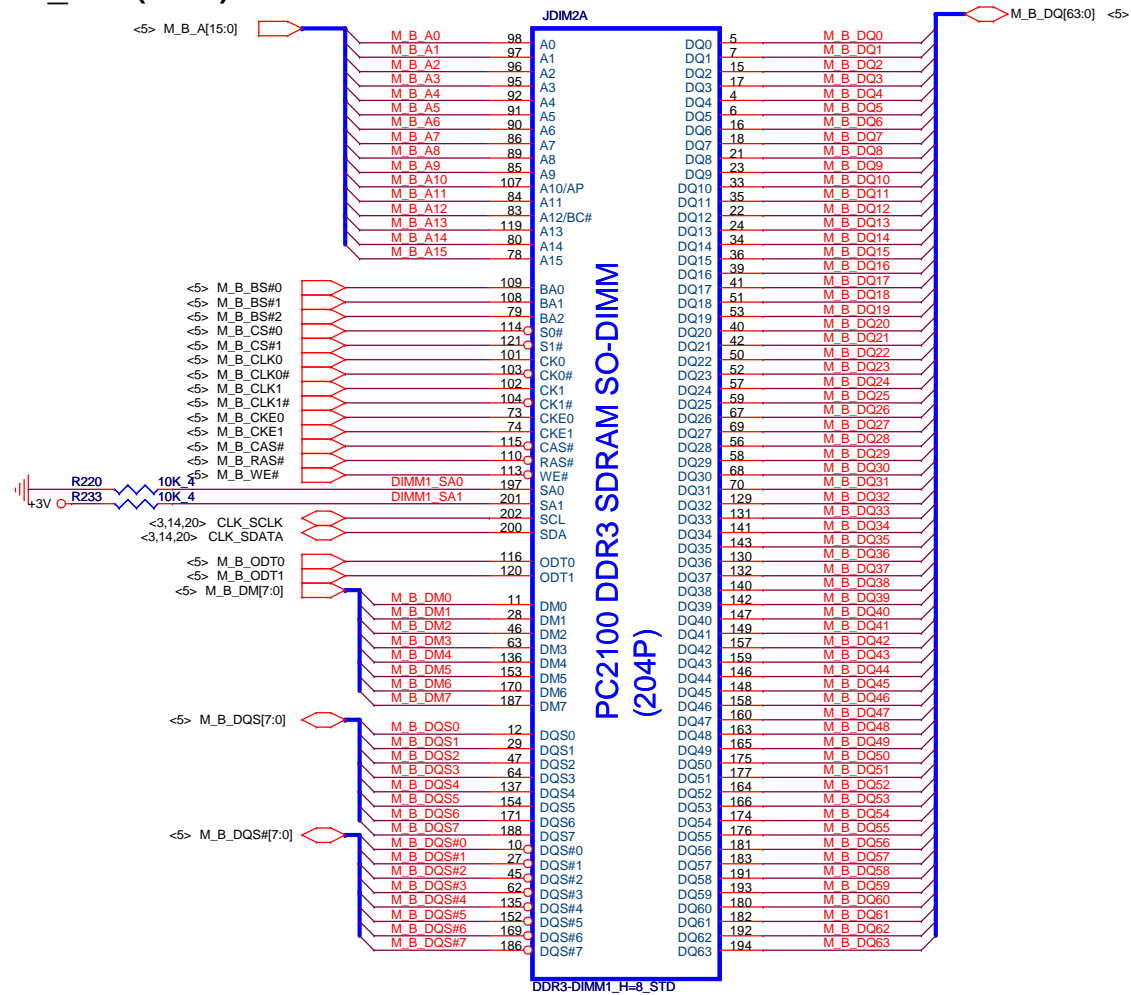 JDIM2A
<5> M_B_A[15:0]
M_B_DQ[63:0] <5>
M_B_A0 98 A0 DQ0 5 M_B_DQ0
M_B_A1 97 A1 DQ1 7 M_B_DQ1
M_B_A2 96 A2 DQ2 15 M_B_DQ2
M_B_A3 95 A3 DQ3 17 M_B_DQ3
M_B_A4 92 A4 DQ4 4 M_B_DQ4
M_B_A5 91 A5 DQ5 6 M_B_DQ5
M_B_A6 90 A6 DQ6 16 M_B_DQ6
M_B_A7 86 A7 DQ7 18 M_B_DQ7
M_B_A8 89 A8 DQ8 21 M_B_DQ8
M_B_A9 85 A9 DQ9 23 M_B_DQ9
M_B_A10 107 A10/AP DQ10 33 M_B_DQ10
M_B_A11 84 A11 DQ11 35 M_B_DQ11
M_B_A12 83 A12/BC# DQ12 22 M_B_DQ12
M_B_A13 119 A13 DQ13 24 M_B_DQ13
M_B_A14 80 A14 DQ14 34 M_B_DQ14
M_B_A15 78 A15 DQ15 36 M_B_DQ15
DQ16 39 M_B_DQ16
<5> M_B_BS#0 109 BA0 DQ17 41 M_B_DQ17
<5> M_B_BS#1 108 BA1 DQ18 51 M_B_DQ18
<5> M_B_BS#2 79 BA2 DQ19 53 M_B_DQ19
<5> M_B_CS#0 114 S0# DQ20 40 M_B_DQ20
<5> M_B_CS#1 121 S1# DQ21 42 M_B_DQ21
<5> M_B_CLK0 101 CK0 DQ22 50 M_B_DQ22
<5> M_B_CLK0# 103 CK0# DQ23 52 M_B_DQ23
<5> M_B_CLK1 102 CK1 DQ24 57 M_B_DQ24
<5> M_B_CLK1# 104 CK1# DQ25 59 M_B_DQ25
<5> M_B_CKE0 73 CKE0 DQ26 67 M_B_DQ26
<5> M_B_CKE1 74 CKE1 DQ27 69 M_B_DQ27
<5> M_B_CAS# 115 CAS# DQ28 56 M_B_DQ28
<5> M_B_RAS# 110 RAS# DQ29 58 M_B_DQ29
<5> M_B_WE# 113 WE# DQ30 68 M_B_DQ30
R220 10K_4 DIMM1_SA0 197 SA0 DQ31 70 M_B_DQ31
+3V R233 10K_4 DIMM1_SA1 201 SA1 DQ32 129 M_B_DQ32
<3,14,20> CLK_SCLK 202 SCL DQ33 131 M_B_DQ33
<3,14,20> CLK_SDATA 200 SDA DQ34 141 M_B_DQ34
DQ35 143 M_B_DQ35
<5> M_B_ODT0 116 ODT0 DQ36 130 M_B_DQ36
<5> M_B_ODT1 120 ODT1 DQ37 132 M_B_DQ37
<5> M_B_DM[7:0] DQ38 140 M_B_DQ38
M_B_DM0 11 DM0 DQ39 142 M_B_DQ39
M_B_DM1 28 DM1 DQ40 147 M_B_DQ40
M_B_DM2 46 DM2 DQ41 149 M_B_DQ41
M_B_DM3 63 DM3 DQ42 157 M_B_DQ42
M_B_DM4 136 DM4 DQ43 159 M_B_DQ43
M_B_DM5 153 DM5 DQ44 146 M_B_DQ44
M_B_DM6 170 DM6 DQ45 148 M_B_DQ45
M_B_DM7 187 DM7 DQ46 158 M_B_DQ46
<5> M_B_DQS[7:0] DQ47 160 M_B_DQ47
M_B_DQS0 12 DQS0 DQ48 163 M_B_DQ48
M_B_DQS1 29 DQS1 DQ49 165 M_B_DQ49
M_B_DQS2 47 DQS2 DQ50 175 M_B_DQ50
M_B_DQS3 64 DQS3 DQ51 177 M_B_DQ51
M_B_DQS4 137 DQS4 DQ52 164 M_B_DQ52
M_B_DQS5 154 DQS5 DQ53 166 M_B_DQ53
M_B_DQS6 171 DQS6 DQ54 174 M_B_DQ54
M_B_DQS7 188 DQS7 DQ55 176 M_B_DQ55
<5> M_B_DQS#[7:0]
M_B_DQS#0 10 DQS#0 DQ56 181 M_B_DQ56
M_B_DQS#1 27 DQS#1 DQ57 183 M_B_DQ57
M_B_DQS#2 45 DQS#2 DQ58 191 M_B_DQ58
M_B_DQS#3 62 DQS#3 DQ59 193 M_B_DQ59
M_B_DQS#4 135 DQS#4 DQ60 180 M_B_DQ60
M_B_DQS#5 152 DQS#5 DQ61 182 M_B_DQ61
M_B_DQS#6 169 DQS#6 DQ62 192 M_B_DQ62
M_B_DQS#7 186 DQS#7 DQ63 194 M_B_DQ63
PC2100 DDR3 SDRAM SO-DIMM
(204P)
DDR3-DIMM1_H=8_STD